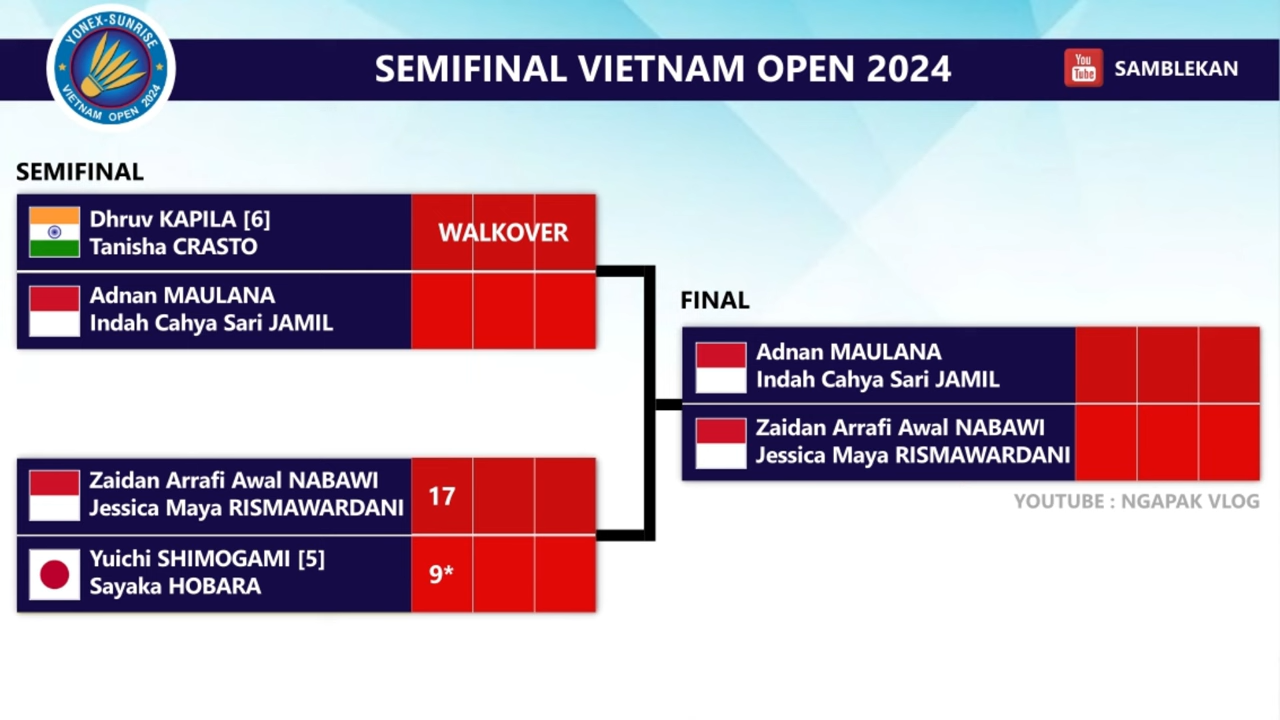 YONEX-SUNRISE
VIETNAM OPEN 2024
SEMIFINAL VIETNAM OPEN 2024
You
Tube
SAMBLEKAN
SEMIFINAL
Dhruv KAPILA [6]
Tanisha CRASTO
WALKOVER
Adnan MAULANA
Indah Cahya Sari JAMIL
Zaidan Arrafi Awal NABAWI
Jessica Maya RISMAWARDANI
17
Yuichi SHIMOGAMI [5]
Sayaka HOBARA
9*
FINAL
Adnan MAULANA
Indah Cahya Sari JAMIL
Zaidan Arrafi Awal NABAWI
Jessica Maya RISMAWARDANI
YOUTUBE : NGAPAK VLOG